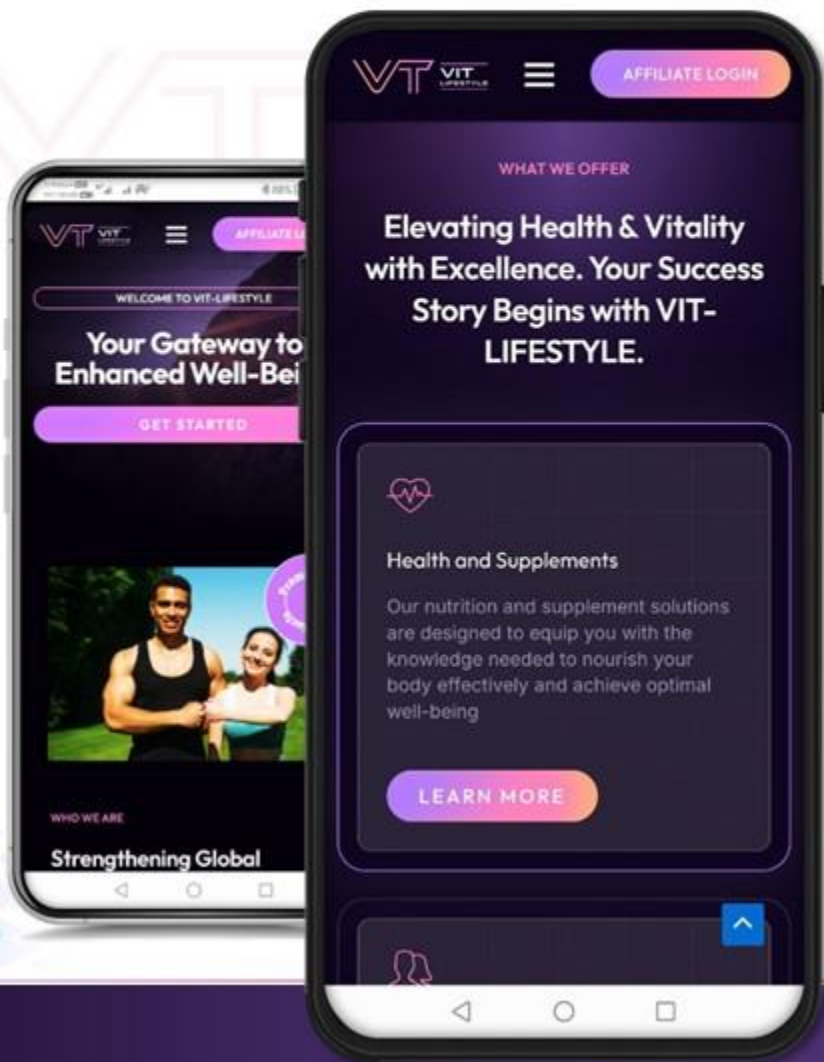 VT VIT
LIFESTYLE
AFFILIATE
WELCOME TO VIT-LIFESTYLE
Your Gateway to
Enhanced
GET STARTED
WHO WE ARE
Strengthening Global
VT VIT
LIFESTYLE
AFFILIATE LOGIN
WHAT WE OFFER
Elevating Health & Vitality
with Excellence. Your Success
Story Begins with VIT-
LIFESTYLE.
Health and Supplements
Our nutrition and supplement solutions
are designed to equip you with the
knowledge needed to nourish your
body effectively and achieve optimal
well-being
LEARN MORE